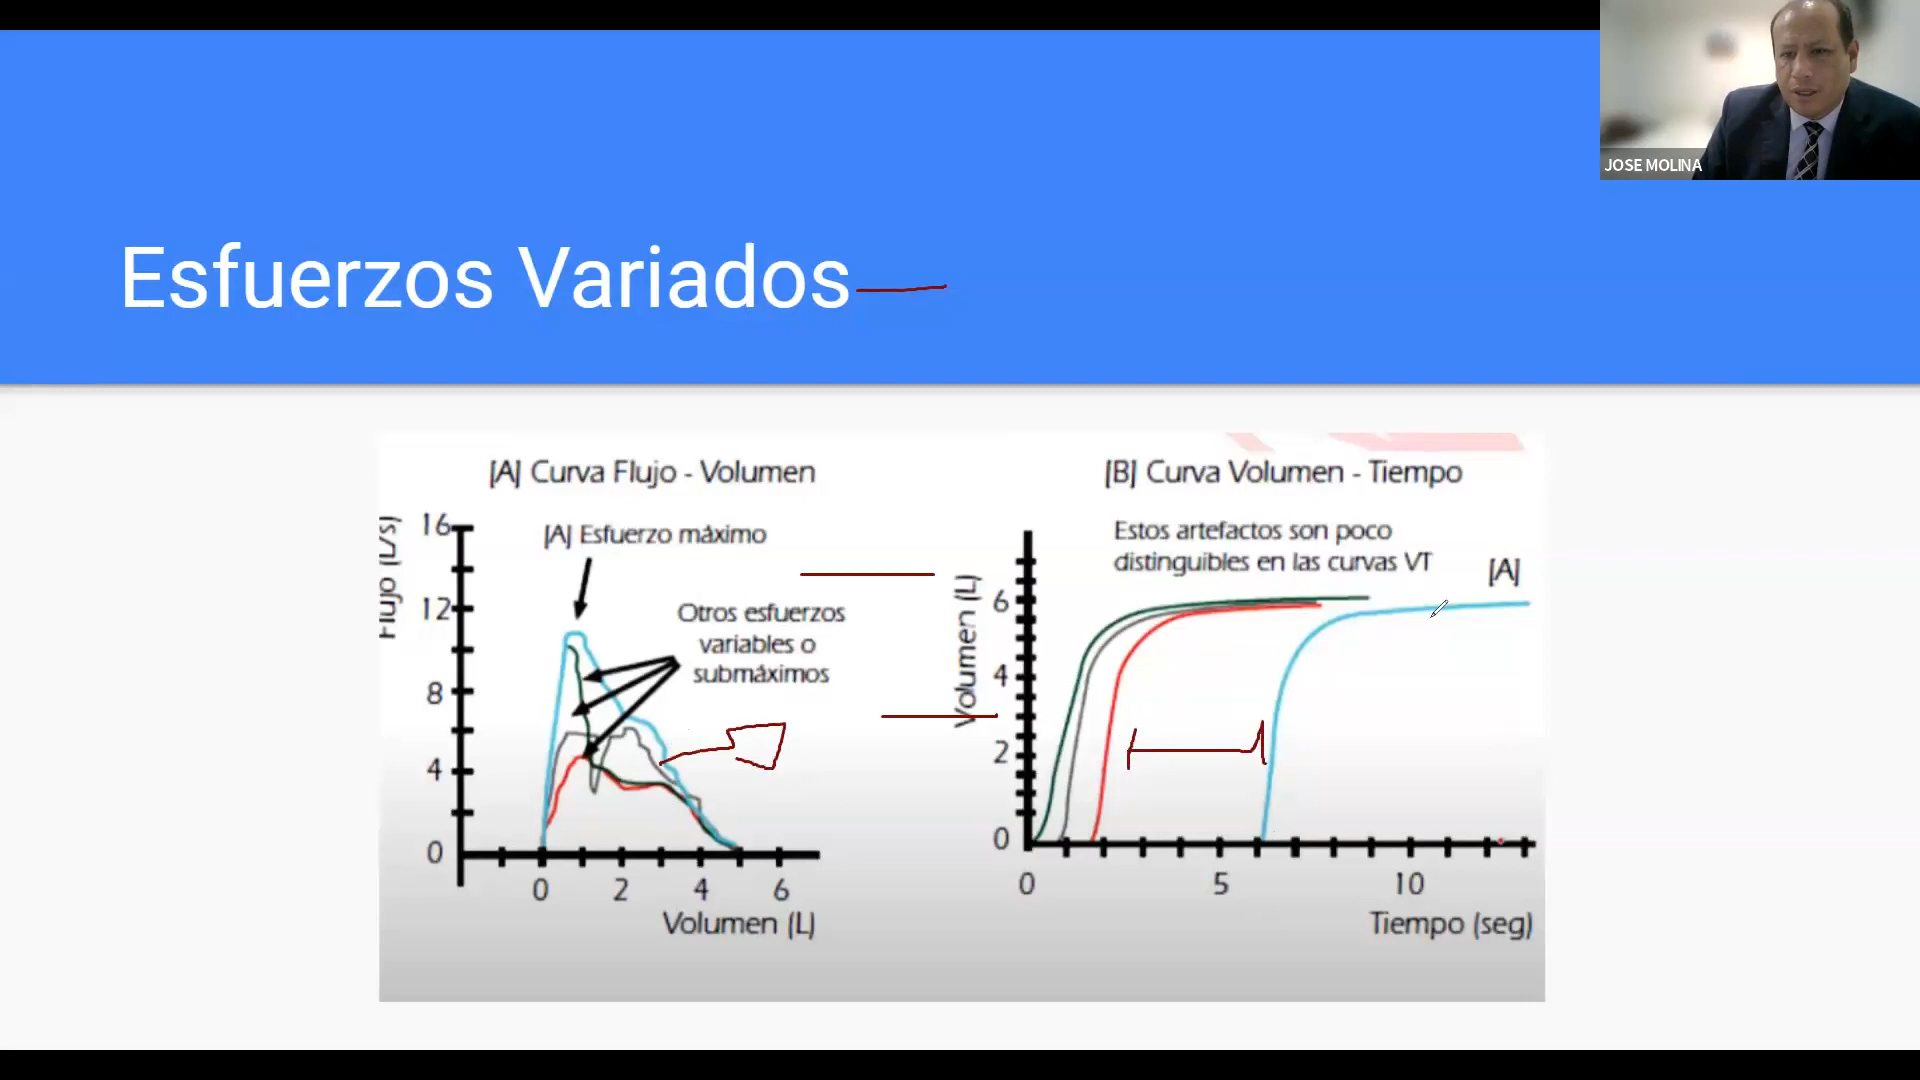 JOSE MOLINA
Esfuerzos Variados
[A] Curva Flujo - Volumen
[A] Esfuerzo máximo
Otros esfuerzos
variables o
submáximos
Flujo (L/s)
16
12
8
4
0
0 2 4 6
Volumen (L)
[B] Curva Volumen - Tiempo
Estos artefactos son poco
distinguibles en las curvas VT
[A]
Volumen (L)
6
4
2
0
0 5 10
Tiempo (seg)